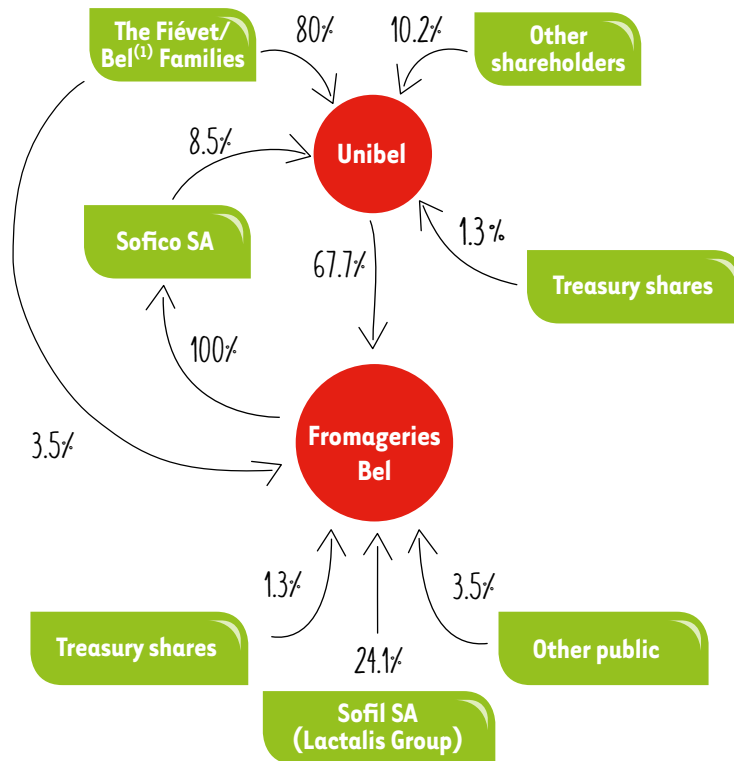 The Fiévet/
Bel(1) Families
80%
10.2%
Other
shareholders
8.5%
Unibel
Sofico SA
1.3%
67.7%
Treasury shares
100%
Fromageries
Bel
3.5%
1.3%
3.5%
Treasury shares
24.1%
Other public
Sofil SA
(Lactalis Group)